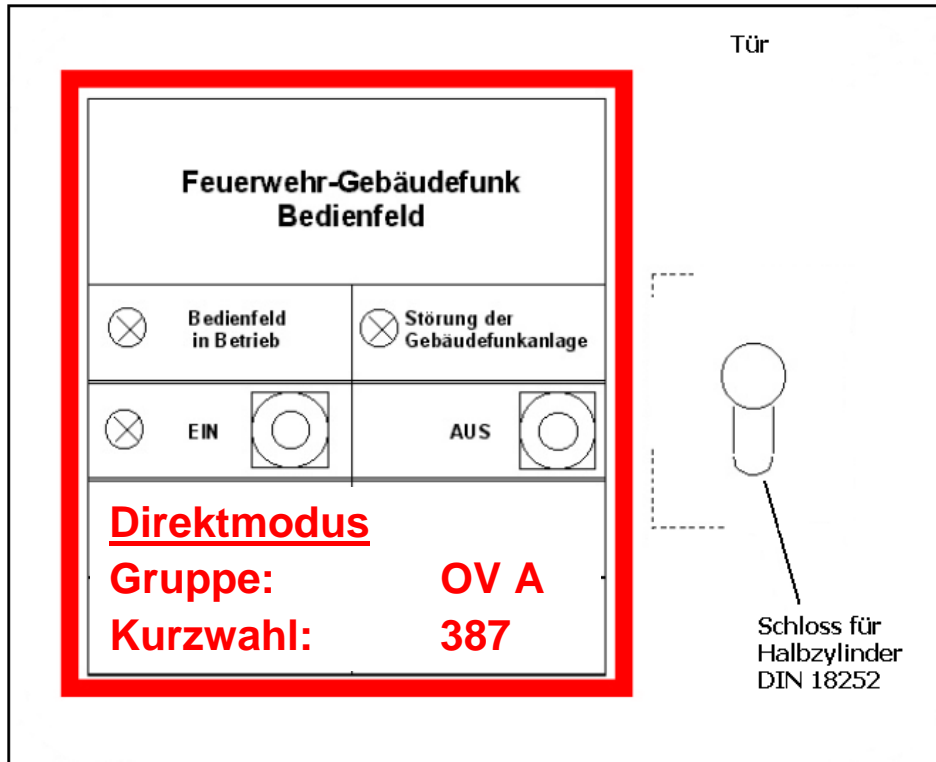 Tür
Feuerwehr-Gebäudefunk
Bedienfeld
Bedienfeld
in Betrieb
Störung der
Gebäudefunkanlage
EIN
AUS
Direktmodus
Gruppe: OV A
Kurzwahl: 387
Schloss für
Halbzylinder
DIN 18252